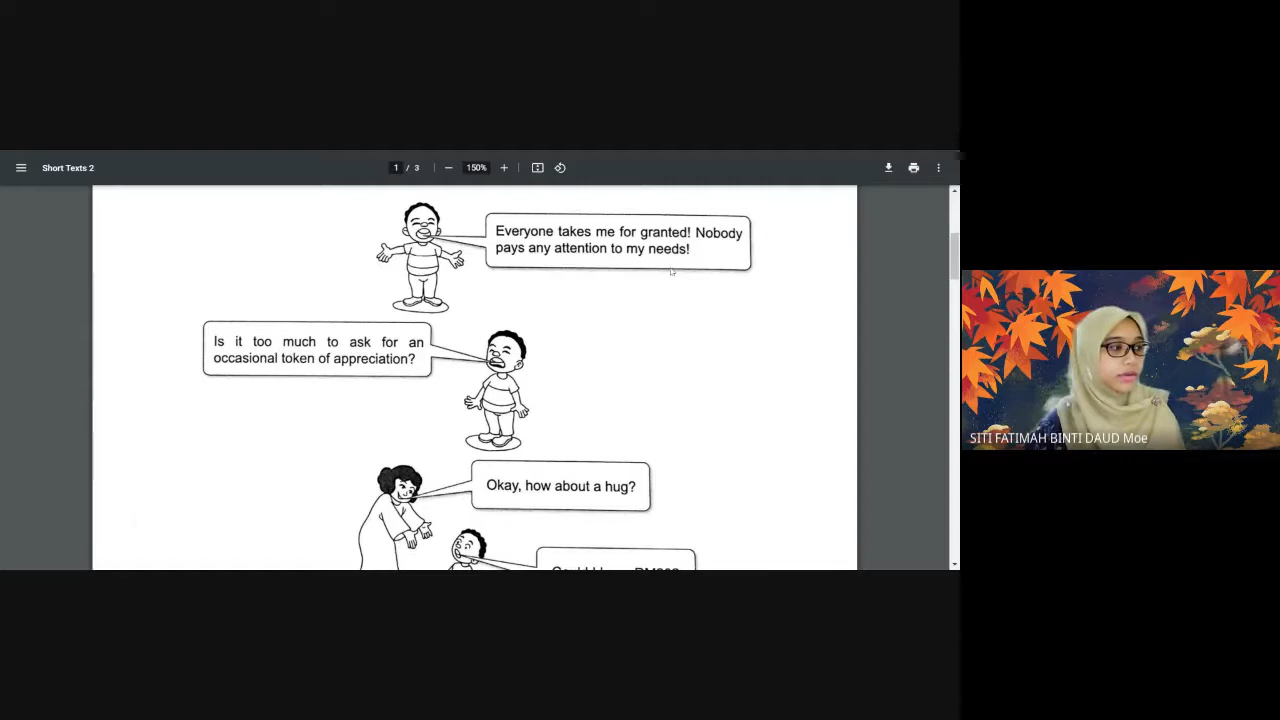 Short Texts 2
1 / 3
150%
Everyone takes me for granted! Nobody
pays any attention to my needs!
Is it too much to ask for an
occasional token of appreciation?
Okay, how about a hug?
SITI FATIMAH BINTI DAUD Moe